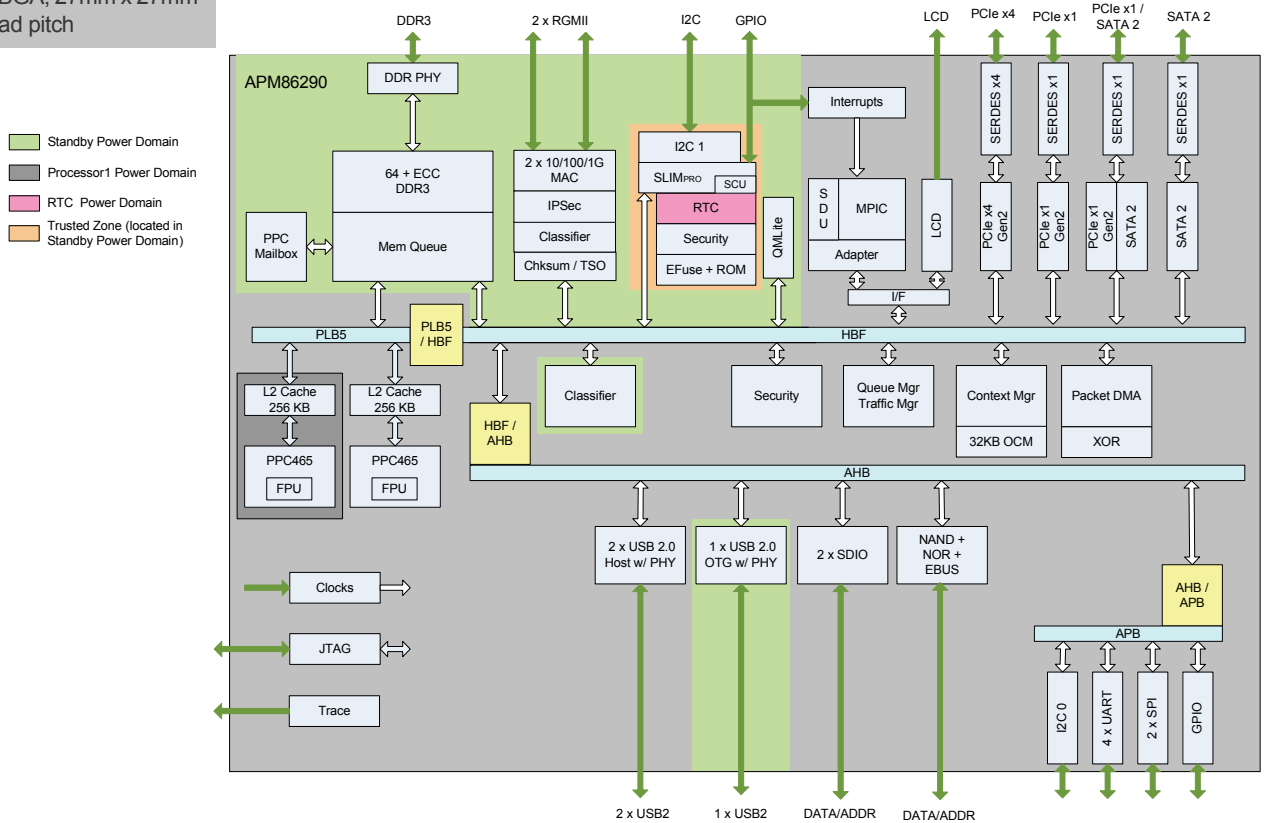 BGA, 27mm x 27mm
ad pitch
DDR3
2 x RGMII
I2C
GPIO
LCD
PCIe x4
PCIe x1
PCIe x1 /
SATA 2
SATA 2
APM86290
DDR PHY
Standby Power Domain
Processor1 Power Domain
RTC Power Domain
Trusted Zone (located in
Standby Power Domain)
64 + ECC
DDR3
Mem Queue
PPC
Mailbox
2 x 10/100/1G
MAC
IPSec
Classifier
Chksum / TSO
I2C 1
SLIMPRO
SCU
RTC
Security
EFuse + ROM
QMLite
Interrupts
S
D
U
MPIC
Adapter
LCD
I/F
SERDES x4
SERDES x1
SERDES x1
SERDES x1
PCIe x4
Gen2
PCIe x1
Gen2
PCIe x1
Gen2
SATA 2
SATA 2
PLB5
PLB5
/ HBF
HBF
L2 Cache
256 KB
L2 Cache
256 KB
PPC465
FPU
PPC465
FPU
HBF /
AHB
Classifier
Security
Queue Mgr
Traffic Mgr
Context Mgr
32KB OCM
Packet DMA
XOR
AHB
2 x USB 2.0
Host w/ PHY
1 x USB 2.0
OTG w/ PHY
2 x SDIO
NAND +
NOR +
EBUS
AHB /
APB
APB
Clocks
JTAG
Trace
I2C 0
4 x UART
2 x SPI
GPIO
2 x USB2
1 x USB2
DATA/ADDR
DATA/ADDR